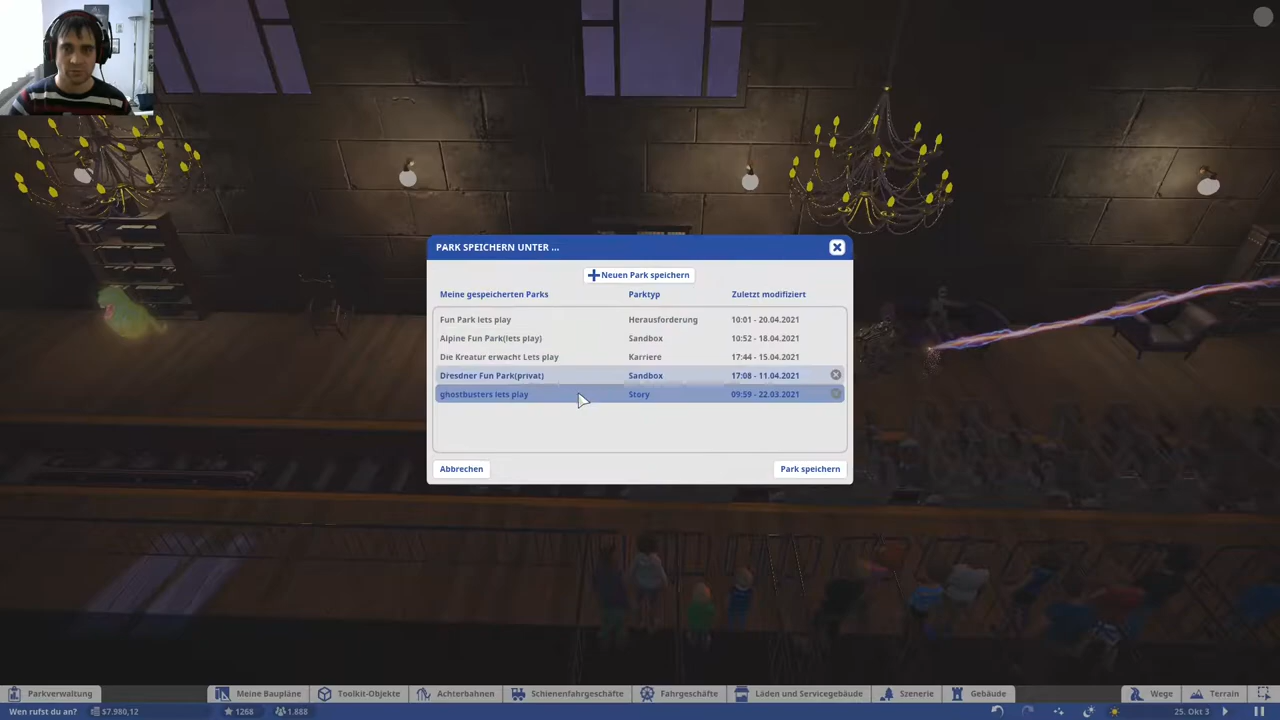 PARK SPEICHERN UNTER ...
Neuen Park speichern
Meine gespeicherten Parks Parktyp Zuletzt modifiziert
Fun Park lets play Herausforderung 10:01 - 20.04.2021
Alpine Fun Park(lets play) Sandbox 10:52 - 18.04.2021
Die Kreatur erwacht Lets play Karriere 17:44 - 15.04.2021
Dresdner Fun Park(privat) Sandbox 17:08 - 11.04.2021
ghostbusters lets play Story 09:59 - 22.03.2021
Abbrechen Park speichern
Parkverwaltung Meine Baupläne Toolkit-Objekte Achterbahnen Schienenfahrgeschäfte Fahrgeschäfte Läden und Servicegebäude Szenerie Gebäude Wege Terrain
Wen rufst du an? $7.980,12 1268 1.888 25. Okt 3